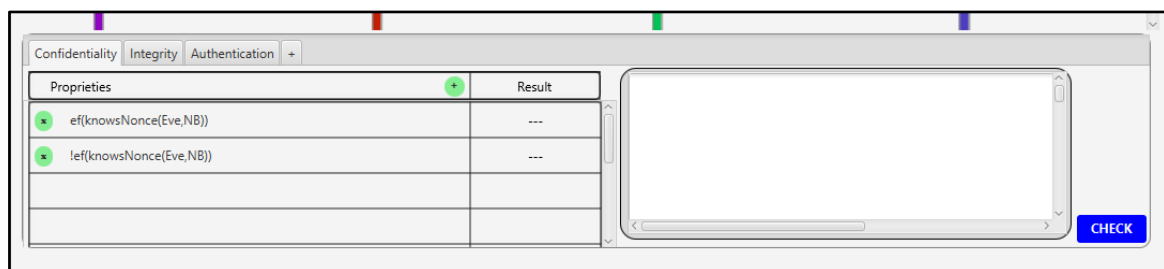 Confidentiality Integrity Authentication +
Proprieties + Result
x ef(knowsNonce(Eve,NB)) ---
x !ef(knowsNonce(Eve,NB)) ---
CHECK